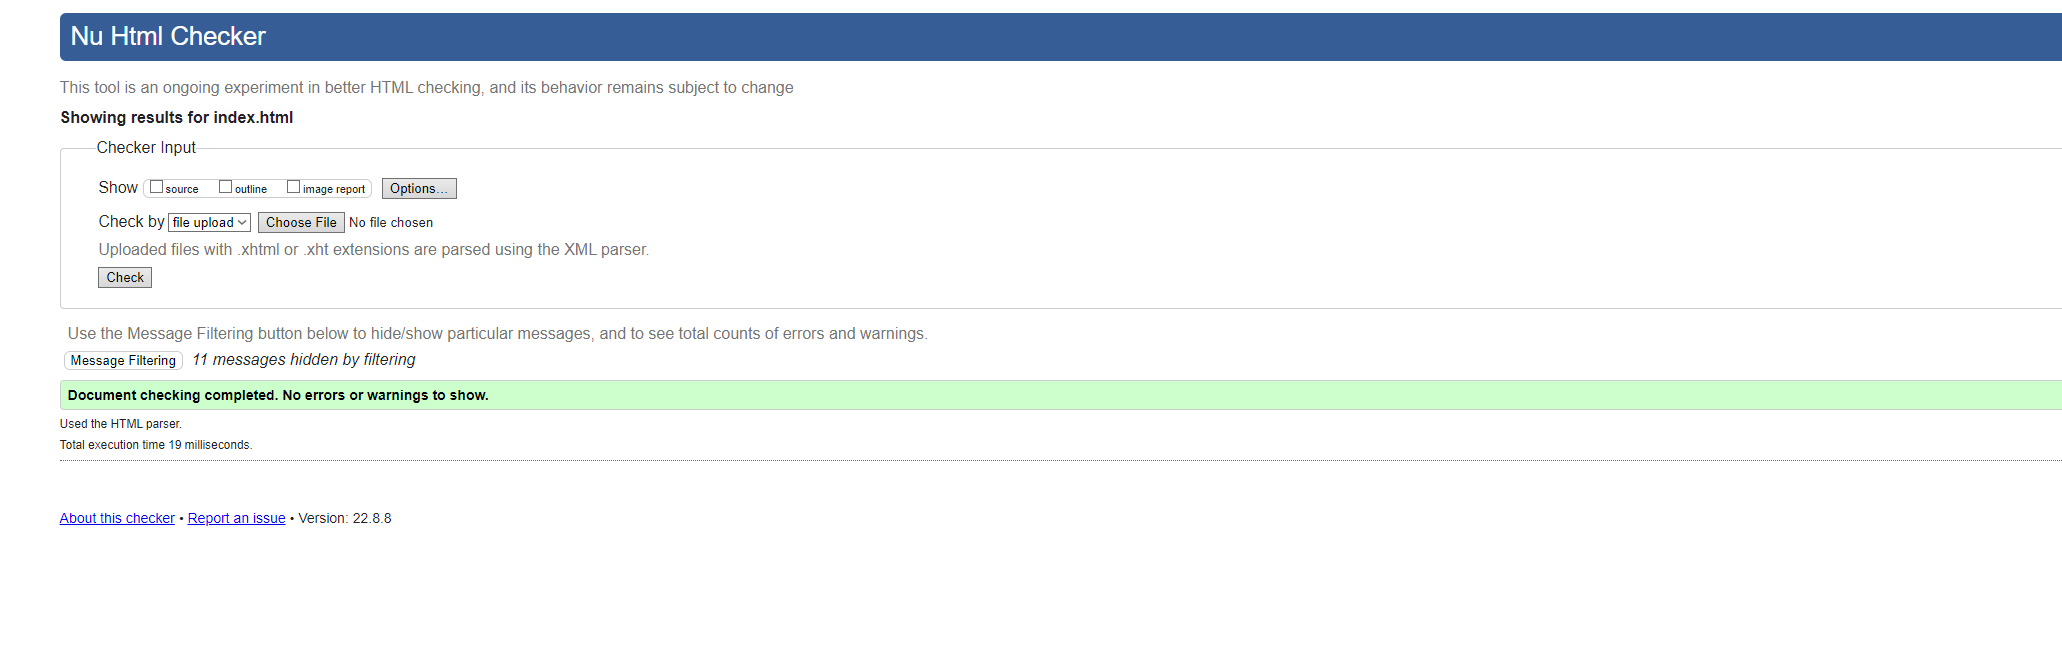 Nu Html Checker
This tool is an ongoing experiment in better HTML checking, and its behavior remains subject to change
Showing results for index.html
Checker Input
Show source outline image report Options...
Check by file upload Choose File No file chosen
Uploaded files with .xhtml or .xht extensions are parsed using the XML parser.
Check
Use the Message Filtering button below to hide/show particular messages, and to see total counts of errors and warnings.
Message Filtering 11 messages hidden by filtering
Document checking completed. No errors or warnings to show.
Used the HTML parser.
Total execution time 19 milliseconds.
About this checker • Report an issue • Version: 22.8.8